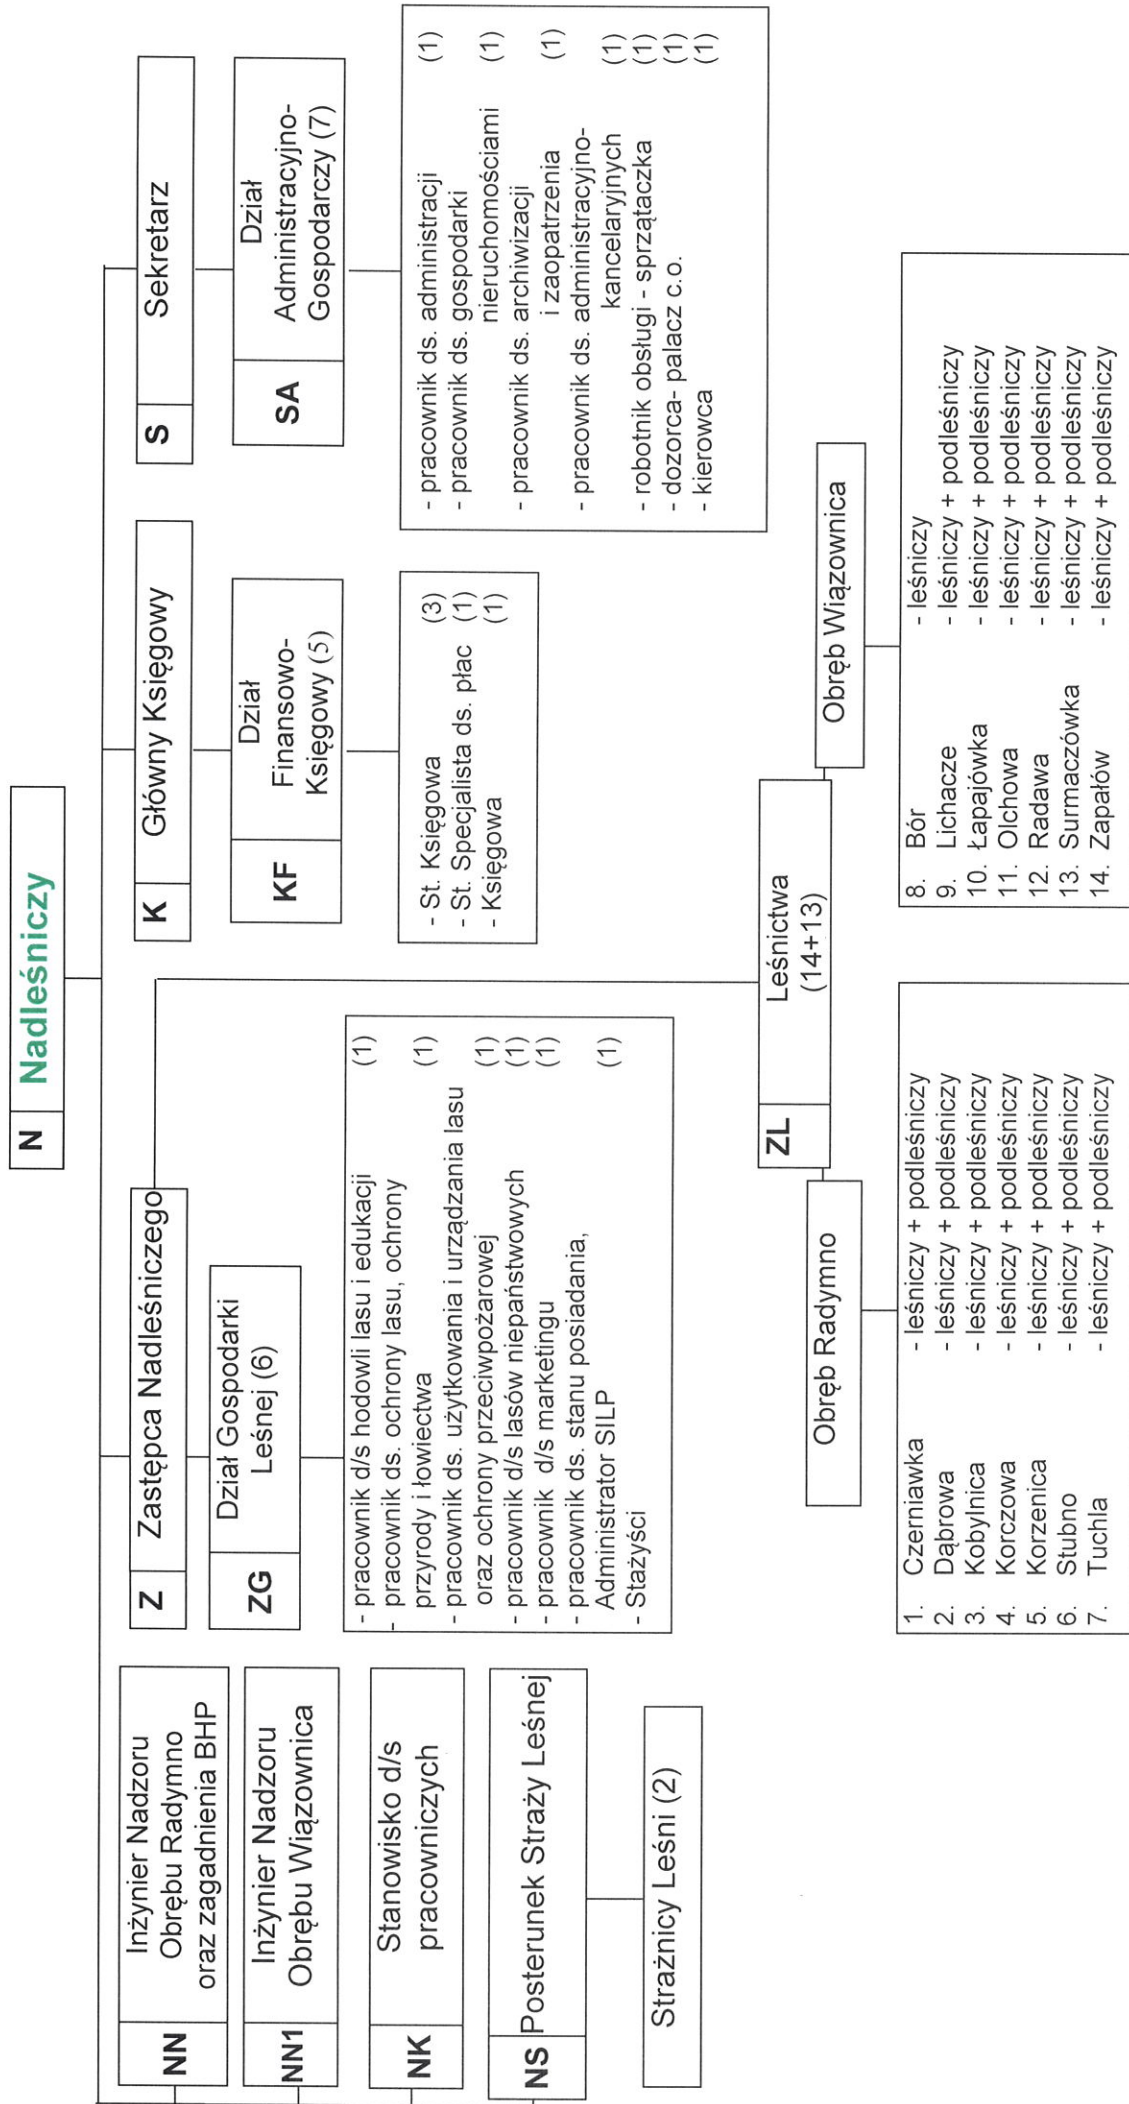 N Nadleśniczy
NN Inżynier Nadzoru
Obrębu Radymno
oraz zagadnienia BHP
NN1 Inżynier Nadzoru
Obrębu Wiązownica
NK Stanowisko d/s
pracowniczych
NS Posterunek Straży Leśnej
Strażnicy Leśni (2)
Z Zastępca Nadleśniczego
ZG Dział Gospodarki
Leśnej (6)
- pracownik d/s hodowli lasu i edukacji (1)
- pracownik ds. ochrony lasu, ochrony
przyrody i łowiectwa (1)
- pracownik ds. użytkowania i urządzania lasu
oraz ochrony przeciwpożarowej (1)
- pracownik d/s lasów niepaństwowych (1)
- pracownik d/s marketingu (1)
- pracownik ds. stanu posiadania,
Administrator SILP (1)
- Stażyści
K Główny Księgowy
KF Dział
Finansowo-
Księgowy (5)
- St. Księgowa (3)
- St. Specjalista ds. płac (1)
- Księgowa (1)
S Sekretarz
SA Dział
Administracyjno-
Gospodarczy (7)
- pracownik ds. administracji (1)
- pracownik ds. gospodarki
nieruchomościami (1)
- pracownik ds. archiwizacji
i zaopatrzenia (1)
- pracownik ds. administracyjno-
kancelaryjnych (1)
- robotnik obsługi - sprzątaczka (1)
- dozorca- palacz c.o. (1)
- kierowca (1)
ZL Leśnictwa
(14+13)
Obręb Radymno
1. Czerniawka - leśniczy + podleśniczy
2. Dąbrowa - leśniczy + podleśniczy
3. Kobylnica - leśniczy + podleśniczy
4. Korczowa - leśniczy + podleśniczy
5. Korzenica - leśniczy + podleśniczy
6. Stubno - leśniczy + podleśniczy
7. Tuchla - leśniczy + podleśniczy
Obręb Wiązownica
8. Bór - leśniczy
9. Lichacze - leśniczy + podleśniczy
10. Łapajówka - leśniczy + podleśniczy
11. Olchowa - leśniczy + podleśniczy
12. Radawa - leśniczy + podleśniczy
13. Surmaczówka - leśniczy + podleśniczy
14. Zapałów - leśniczy + podleśniczy